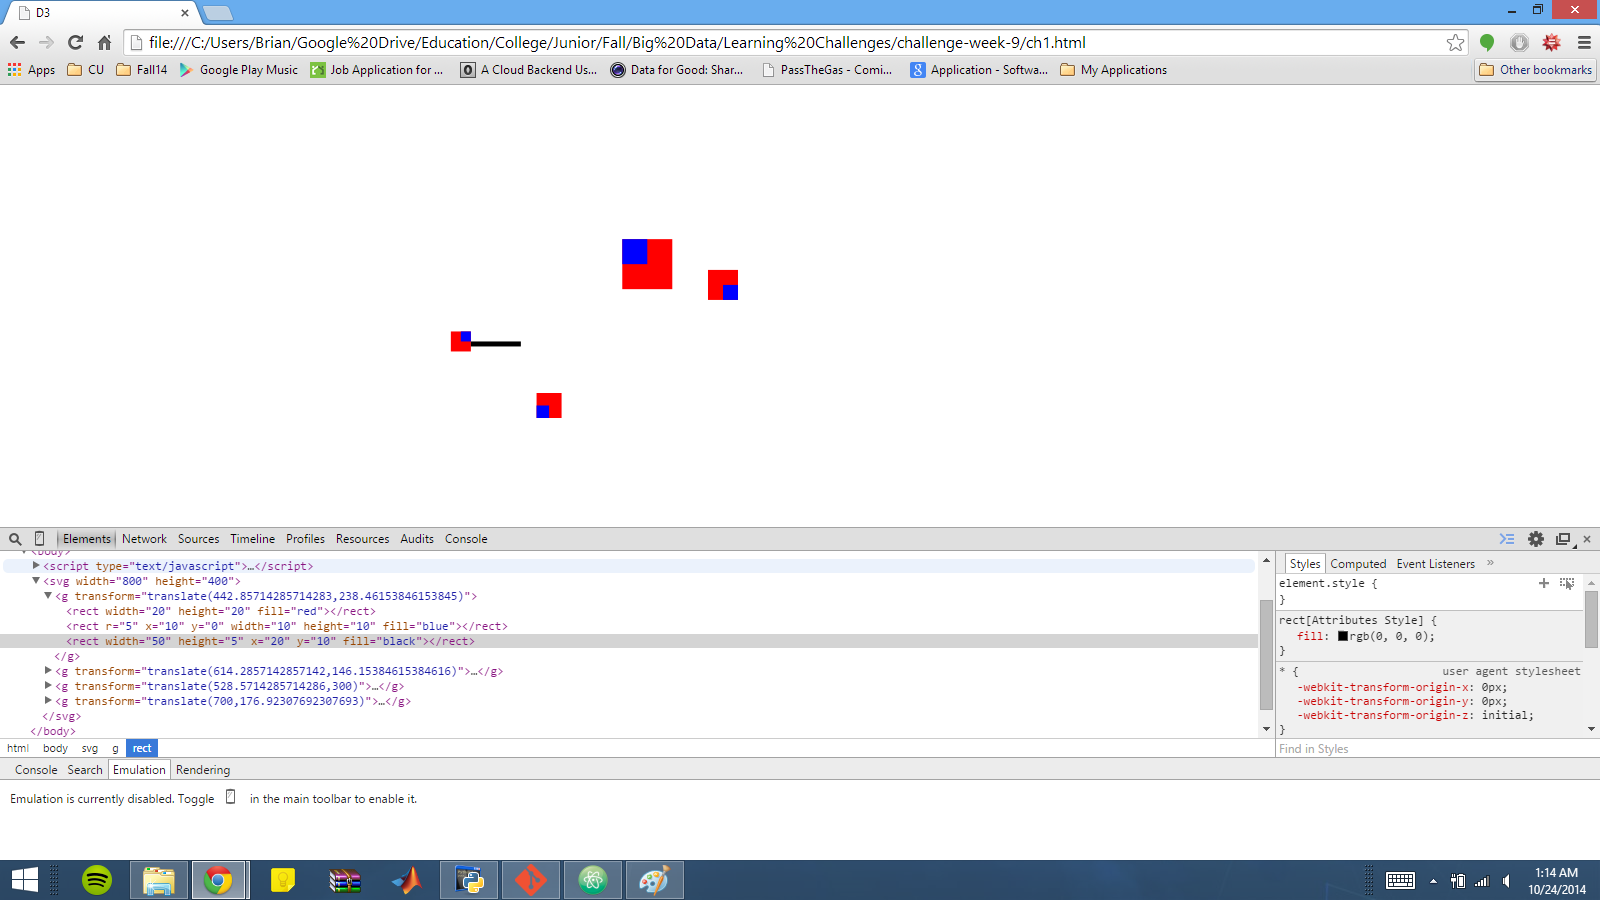 D3
file:///C:/Users/Brian/Google%20Drive/Education/College/Junior/Fall/Big%20Data/Learning%20Challenges/challenge-week-9/ch1.html
Apps CU Fall14 Google Play Music Job Application for ... A Cloud Backend Us... Data for Good: Shar... PassTheGas - Comi... Application - Softwa... My Applications Other bookmarks
Elements Network Sources Timeline Profiles Resources Audits Console
<body>
<script type="text/javascript">…</script>
<svg width="800" height="400">
<g transform="translate(442.85714285714283,238.46153846153845)">
<rect width="20" height="20" fill="red"></rect>
<rect r="5" x="10" y="0" width="10" height="10" fill="blue"></rect>
<rect width="50" height="5" x="20" y="10" fill="black"></rect>
</g>
<g transform="translate(614.2857142857142,146.15384615384616)">…</g>
<g transform="translate(528.5714285714286,300)">…</g>
<g transform="translate(700,176.92307692307693)">…</g>
</svg>
</body>
html body svg g rect
Styles Computed Event Listeners »
element.style {
}
rect[Attributes Style] {
fill: rgb(0, 0, 0);
}
* { user agent stylesheet
-webkit-transform-origin-x: 0px;
-webkit-transform-origin-y: 0px;
-webkit-transform-origin-z: initial;
}
Find in Styles
Console Search Emulation Rendering
Emulation is currently disabled. Toggle in the main toolbar to enable it.
1:14 AM
10/24/2014